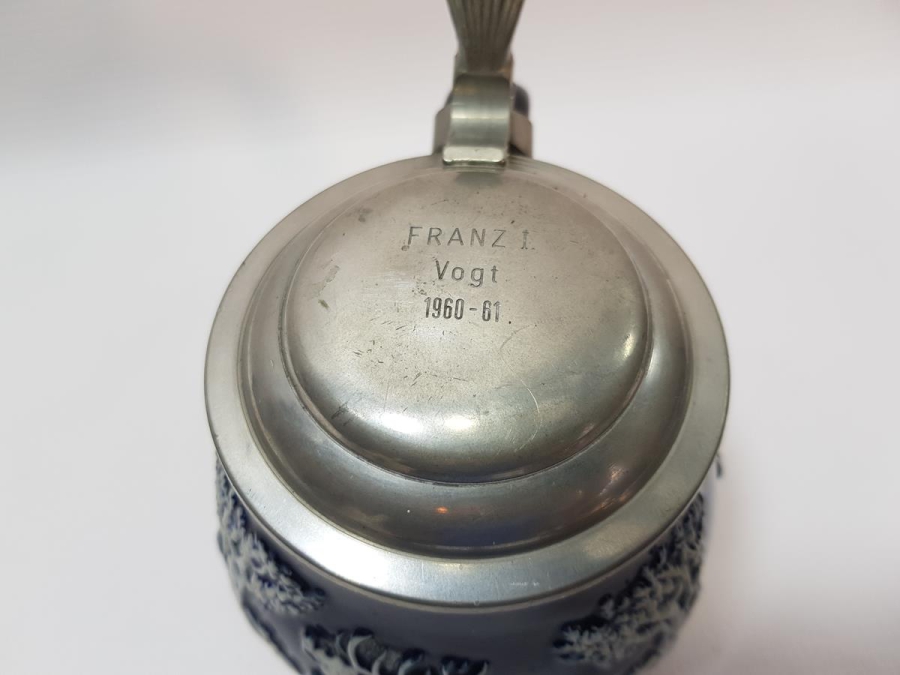 FRANZ I.
Vogt
1960-61.